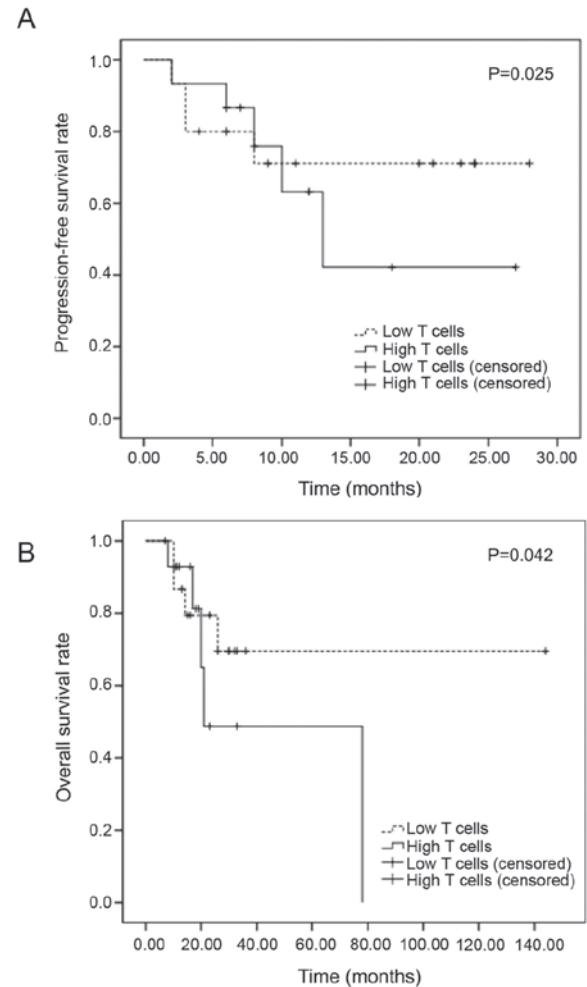 A
P=0.025
Progression-free survival rate
1.0
0.8
0.6
0.4
0.2
0.0
Low T cells
High T cells
Low T cells (censored)
High T cells (censored)
0.00 5.00 10.00 15.00 20.00 25.00 30.00
Time (months)
B
P=0.042
Overall survival rate
1.0
0.8
0.6
0.4
0.2
0.0
Low T cells
High T cells
Low T cells (censored)
High T cells (censored)
0.00 20.00 40.00 60.00 80.00 100.00 120.00 140.00
Time (months)